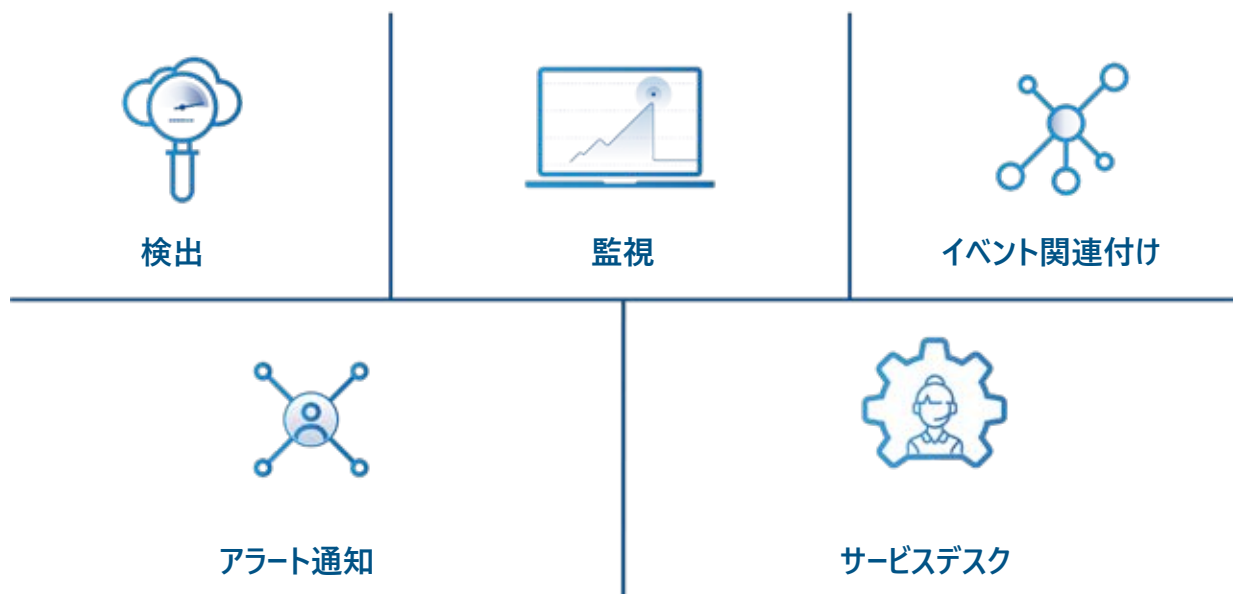 検出
監視
イベント関連付け
アラート通知
サービスデスク